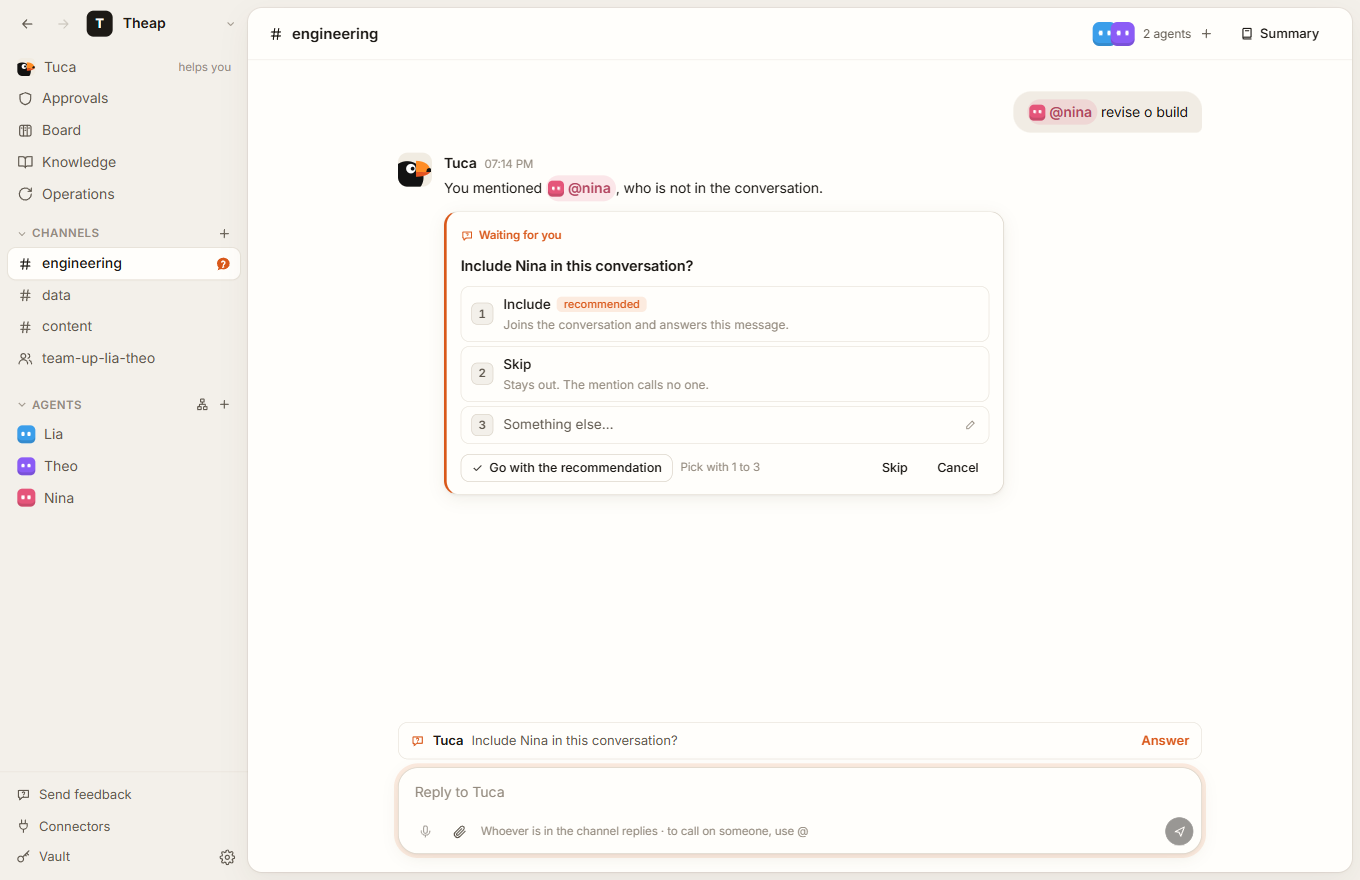 T Theap
Tuca helps you
Approvals
Board
Knowledge
Operations
CHANNELS
# engineering ?
# data
# content
team-up-lia-theo
AGENTS
Lia
Theo
Nina
Send feedback
Connectors
Vault
# engineering
2 agents
Summary
@nina revise o build
Tuca 07:14 PM
You mentioned @nina, who is not in the conversation.
Waiting for you
Include Nina in this conversation?
1 Include recommended
Joins the conversation and answers this message.
2 Skip
Stays out. The mention calls no one.
3 Something else...
Go with the recommendation Pick with 1 to 3 Skip Cancel
Tuca Include Nina in this conversation? Answer
Reply to Tuca
Whoever is in the channel replies · to call on someone, use @